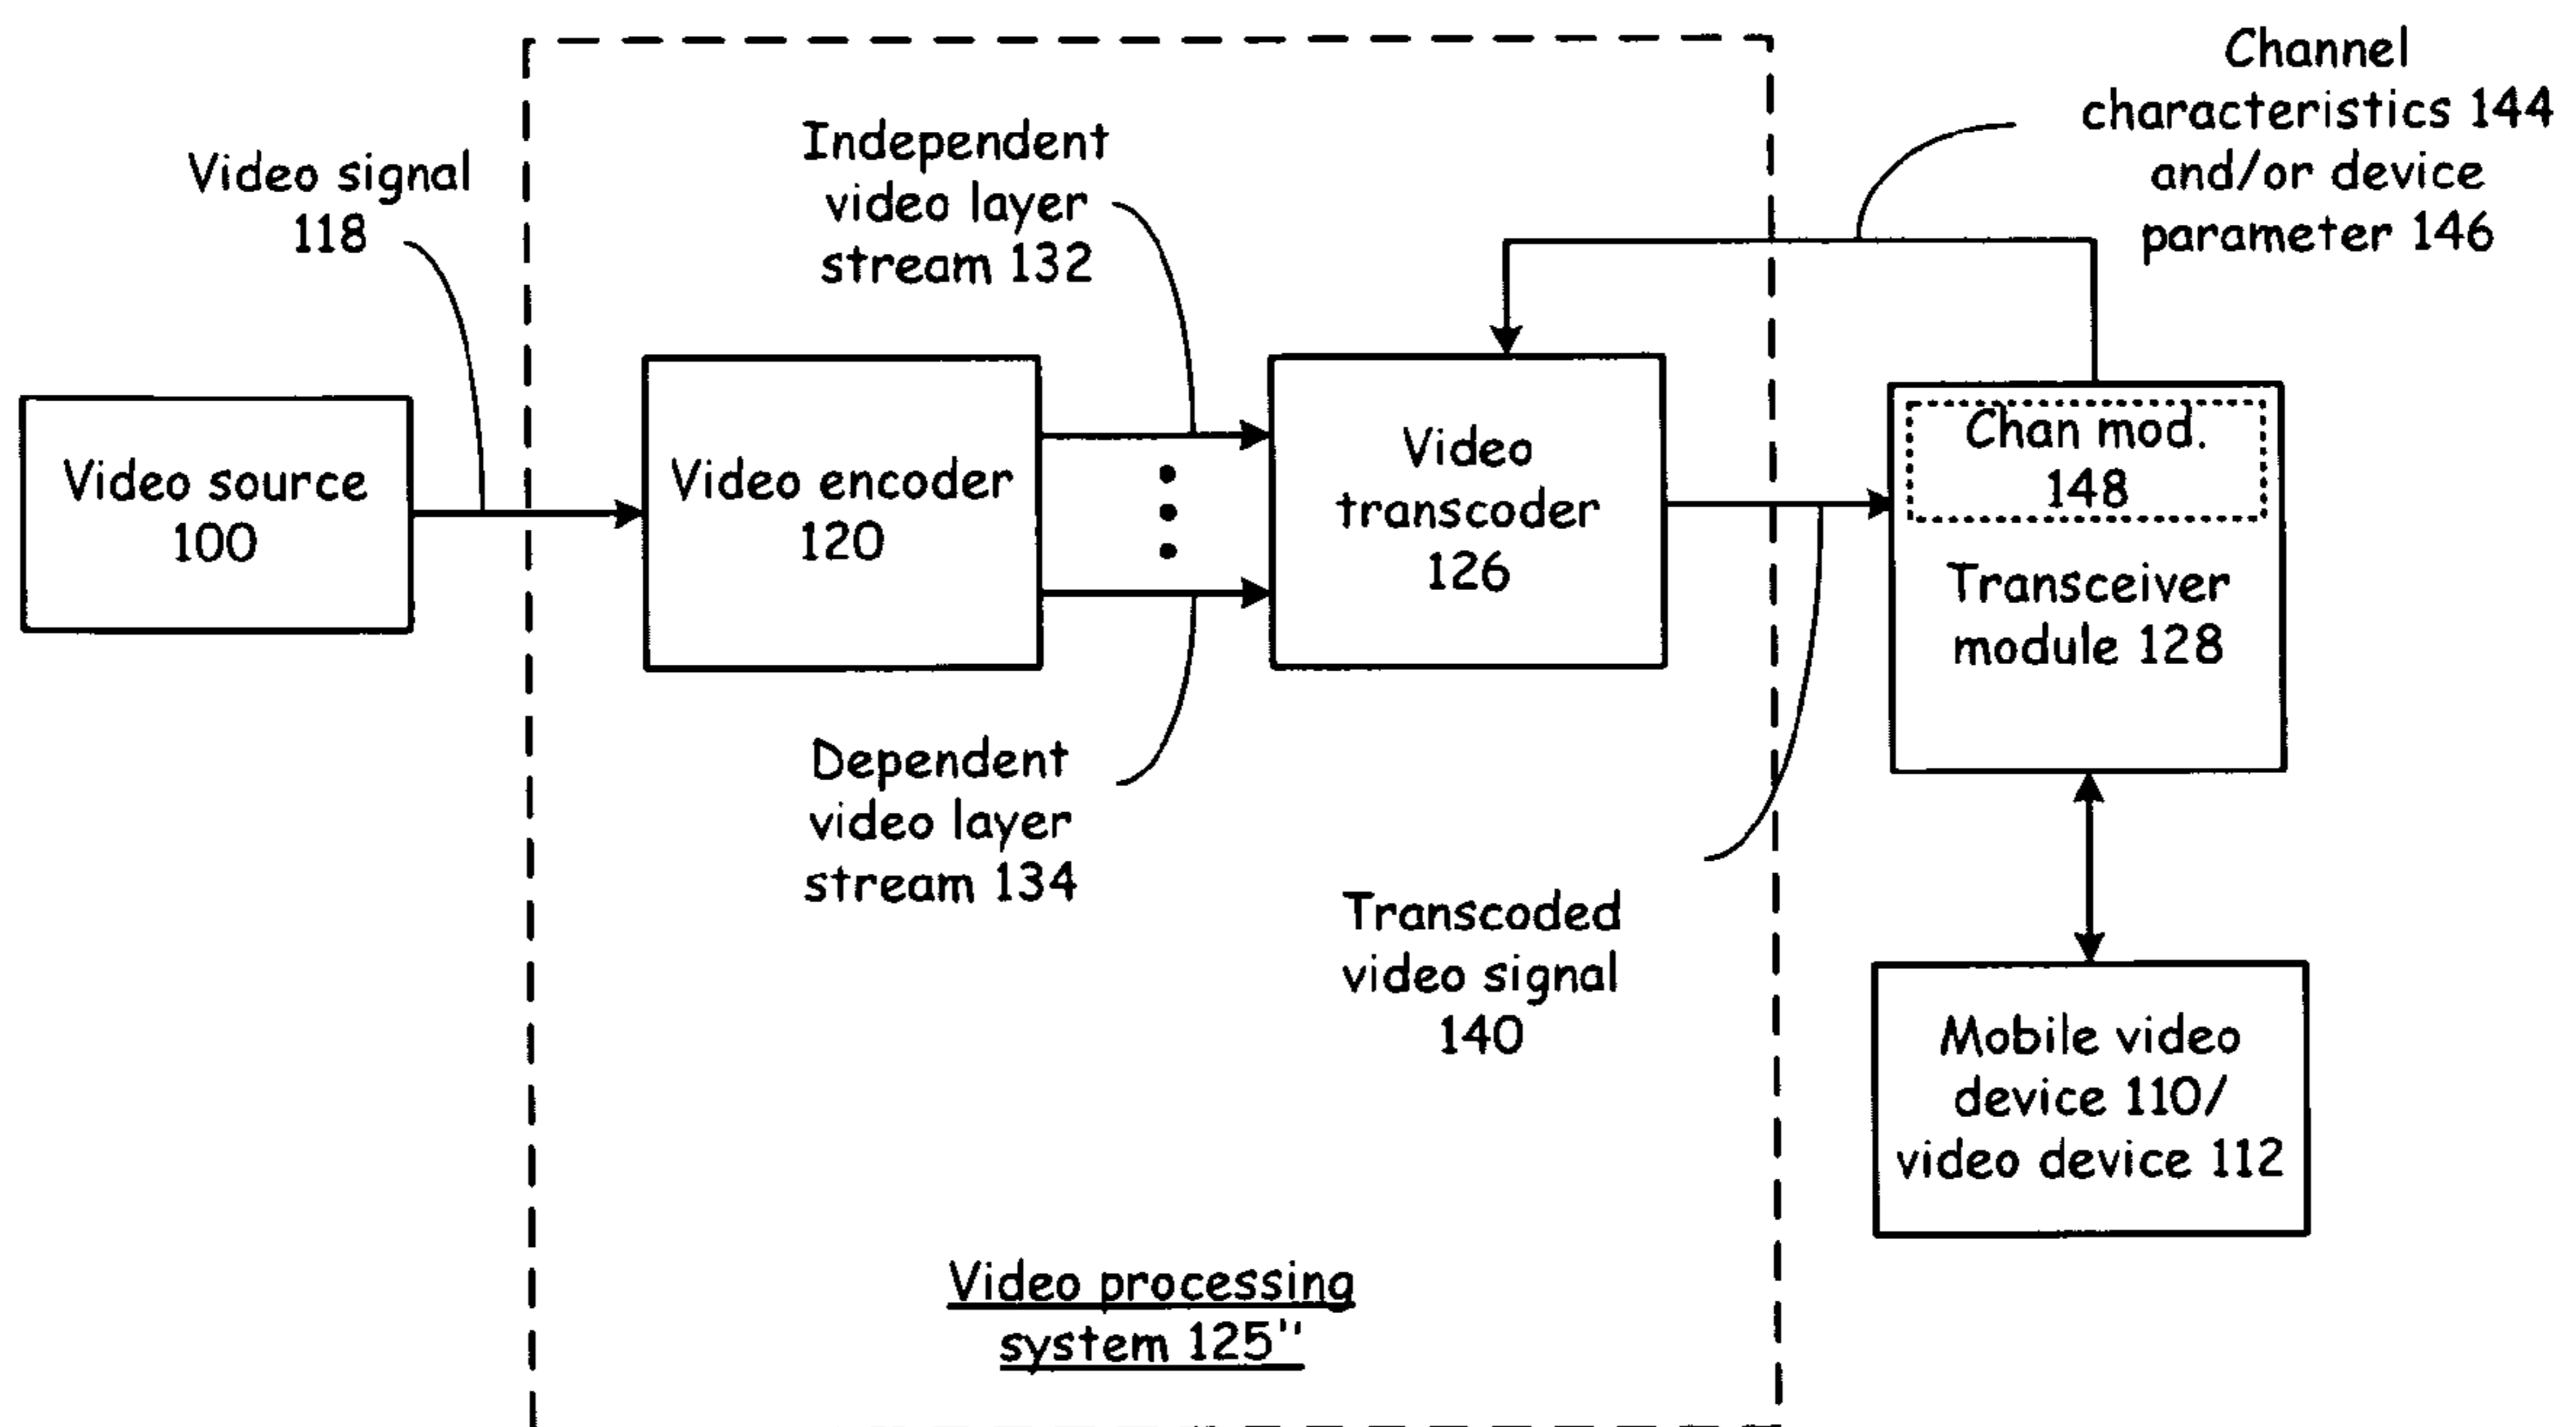 Channel
characteristics 144
and/or device
parameter 146
Independent
video layer
stream 132
Video signal
118
Video source
100
Video encoder
120
Video
transcoder
126
Chan mod.
148
Transceiver
module 128
Dependent
video layer
stream 134
Transcoded
video signal
140
Mobile video
device 110/
video device 112
Video processing
system 125"